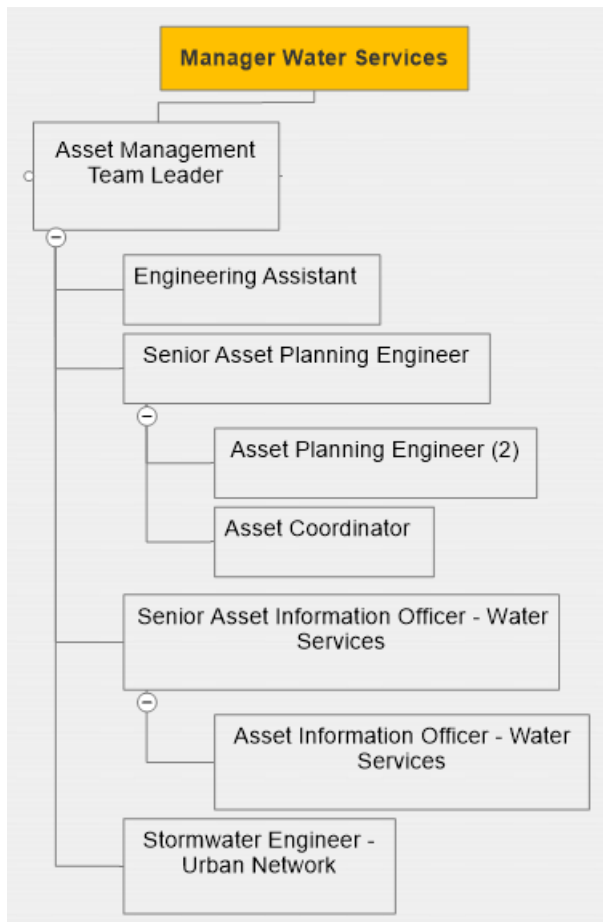 Manager Water Services
Asset Management
Team Leader
Engineering Assistant
Senior Asset Planning Engineer
Asset Planning Engineer (2)
Asset Coordinator
Senior Asset Information Officer - Water
Services
Asset Information Officer - Water
Services
Stormwater Engineer -
Urban Network